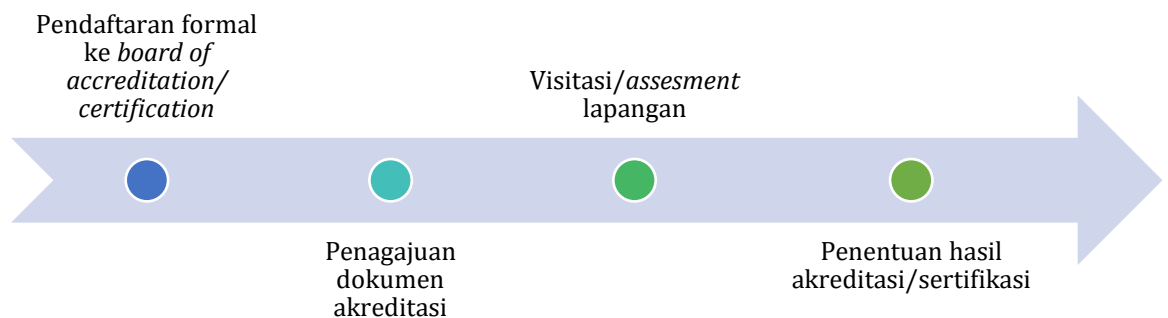 Pendaftaran formal
ke board of
accreditation/
certification
Penagajuan
dokumen
akreditasi
Visitasi/assesment
lapangan
Penentuan hasil
akreditasi/sertifikasi